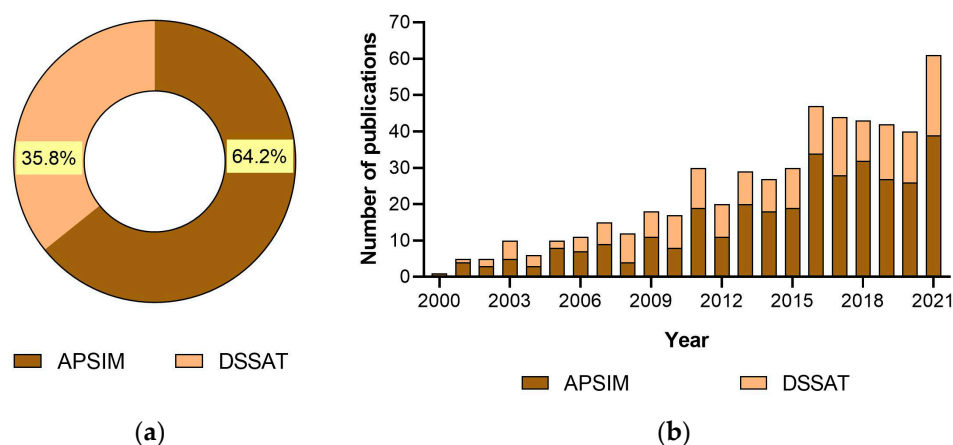 35.8%
64.2%
APSIM
DSSAT
(a)
Number of publications
70
60
50
40
30
20
10
0
2000
2003
2006
2009
2012
2015
2018
2021
Year
APSIM
DSSAT
(b)